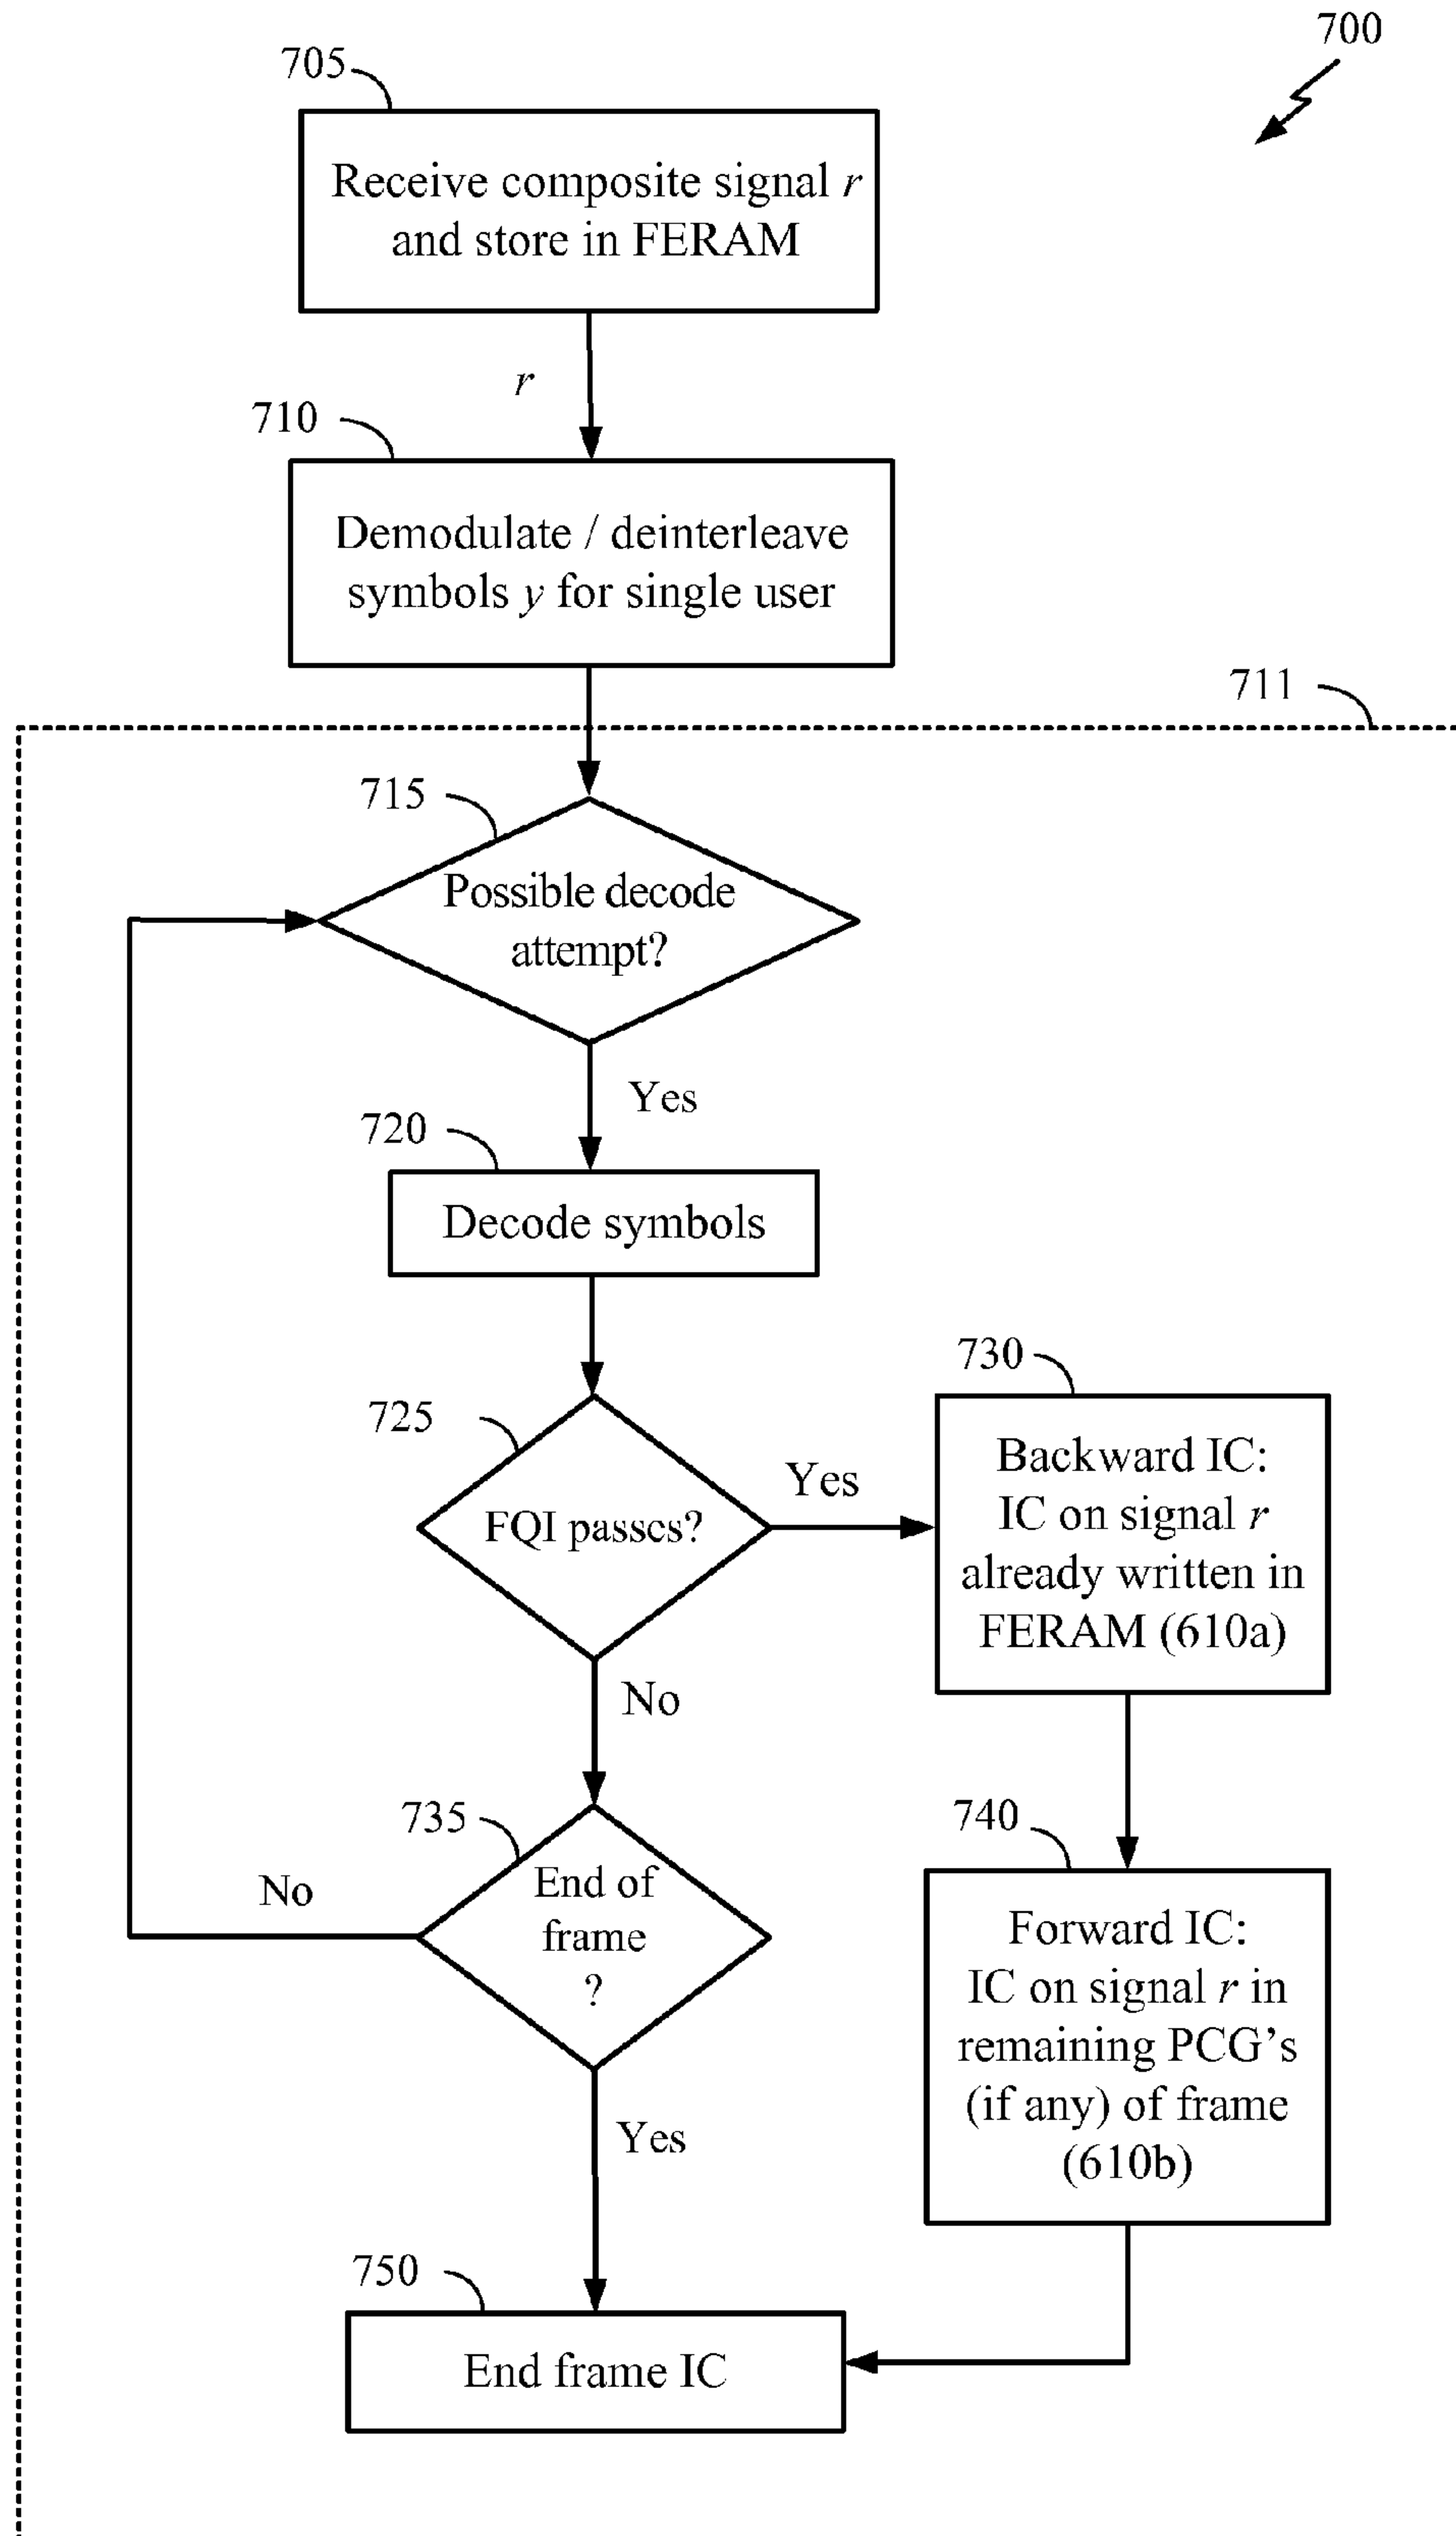 700
705
Receive composite signal r
and store in FERAM
r
710
Demodulate / deinterleave
symbols y for single user
711
715
Possible decode
attempt?
Yes
720
Decode symbols
725
FQI passes?
Yes
730
Backward IC:
IC on signal r
already written in
FERAM (610a)
No
735
End of
frame
?
No
740
Forward IC:
IC on signal r in
remaining PCG's
(if any) of frame
(610b)
Yes
750
End frame IC